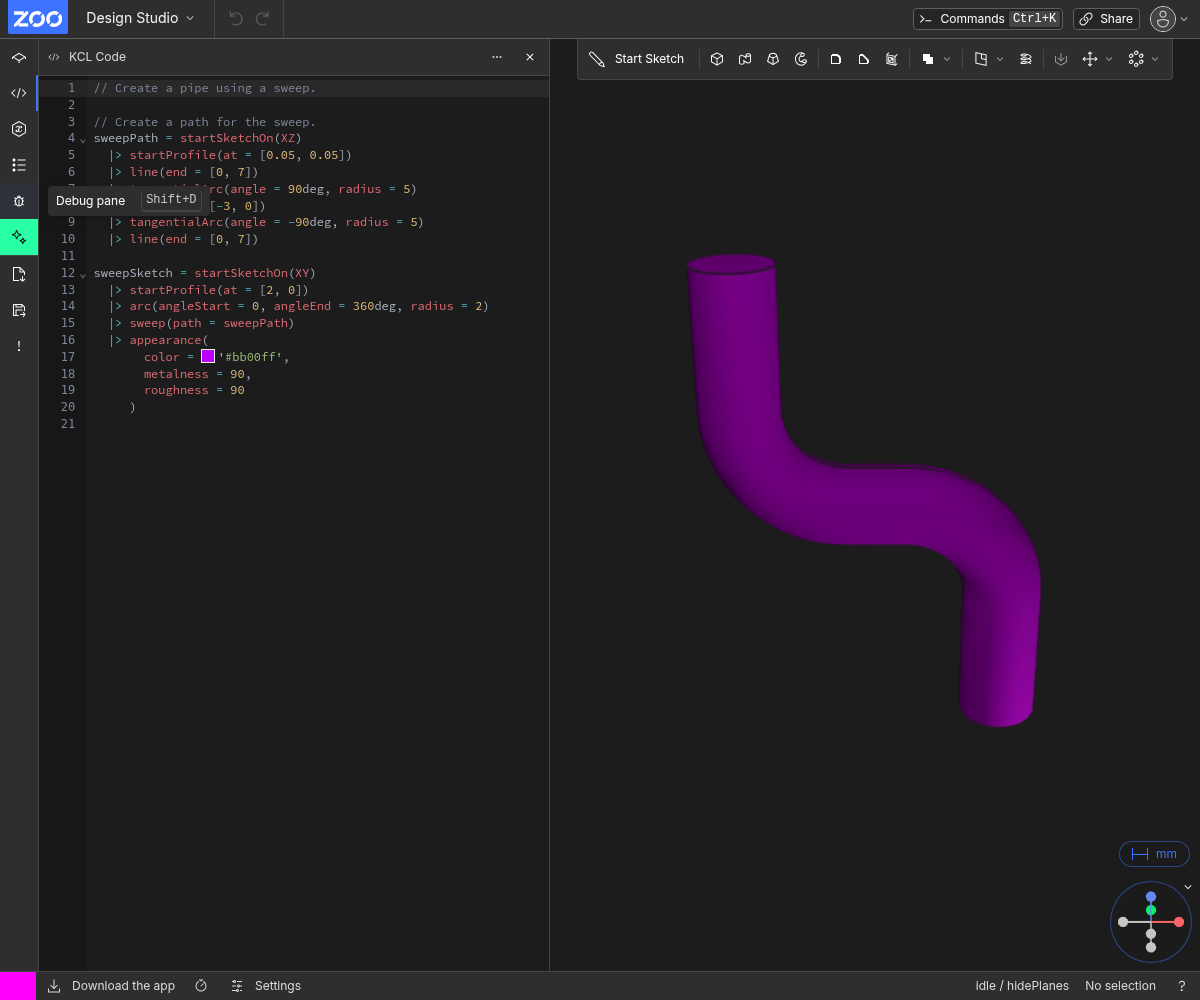 ZOO
Design Studio
Commands Ctrl+K
Share
KCL Code
Start Sketch
1 // Create a pipe using a sweep.
2
3 // Create a path for the sweep.
4 sweepPath = startSketchOn(XZ)
5 |> startProfile(at = [0.05, 0.05])
6 |> line(end = [0, 7])
rc(angle = 90deg, radius = 5)
Debug pane Shift+D
[-3, 0])
9 |> tangentialArc(angle = -90deg, radius = 5)
10 |> line(end = [0, 7])
11
12 sweepSketch = startSketchOn(XY)
13 |> startProfile(at = [2, 0])
14 |> arc(angleStart = 0, angleEnd = 360deg, radius = 2)
15 |> sweep(path = sweepPath)
16 |> appearance(
17 color = '#bb00ff',
18 metalness = 90,
19 roughness = 90
20 )
21
mm
Download the app
Settings
idle / hidePlanes
No selection
?